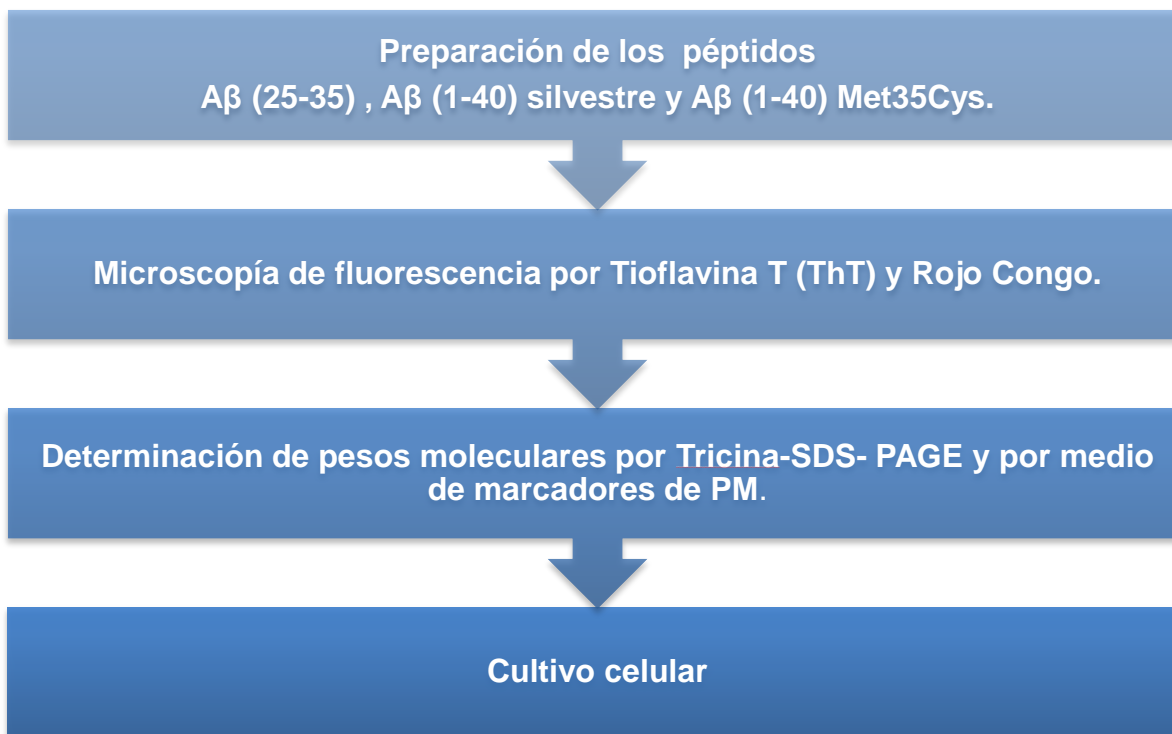 Preparación de los  péptidos
Aβ (25-35) , Aβ (1-40) silvestre y Aβ (1-40) Met35Cys.
Microscopía de fluorescencia por Tioflavina T (ThT) y Rojo Congo.
Determinación de pesos moleculares por Tricina-SDS- PAGE y por medio
de marcadores de PM.
Cultivo celular